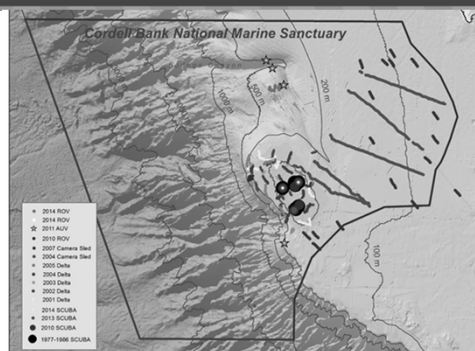 Cordell Bank National Marine Sanctuary
1000 m
500 m
200 m
100 m
2014 ROV
2014 ROV
2011 AUV
2010 ROV
2007 Camera Sled
2004 Camera Sled
2005 Delta
2004 Delta
2003 Delta
2002 Delta
2001 Delta
2014 SCUBA
2013 SCUBA
2010 SCUBA
1977-1986 SCUBA